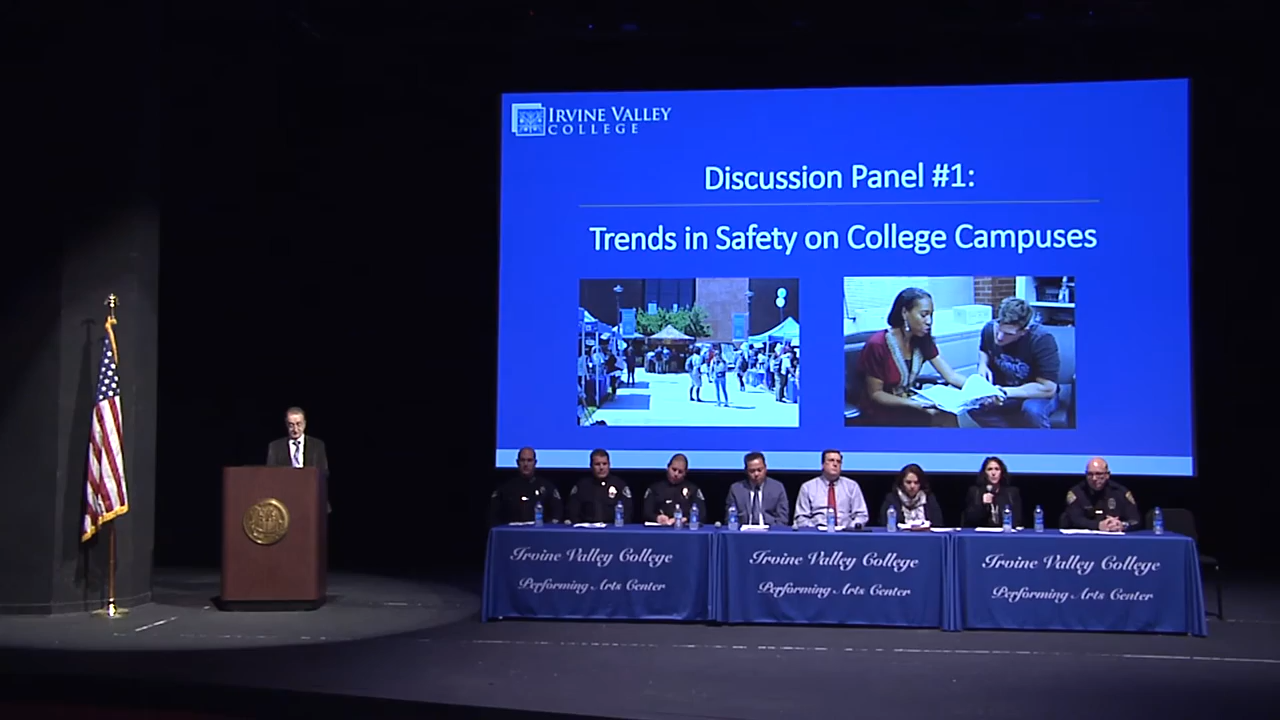 IRVINE VALLEY
COLLEGE
Discussion Panel #1:
Trends in Safety on College Campuses
Irvine Valley College
Performing Arts Center
Irvine Valley College
Performing Arts Center
Irvine Valley College
Performing Arts Center